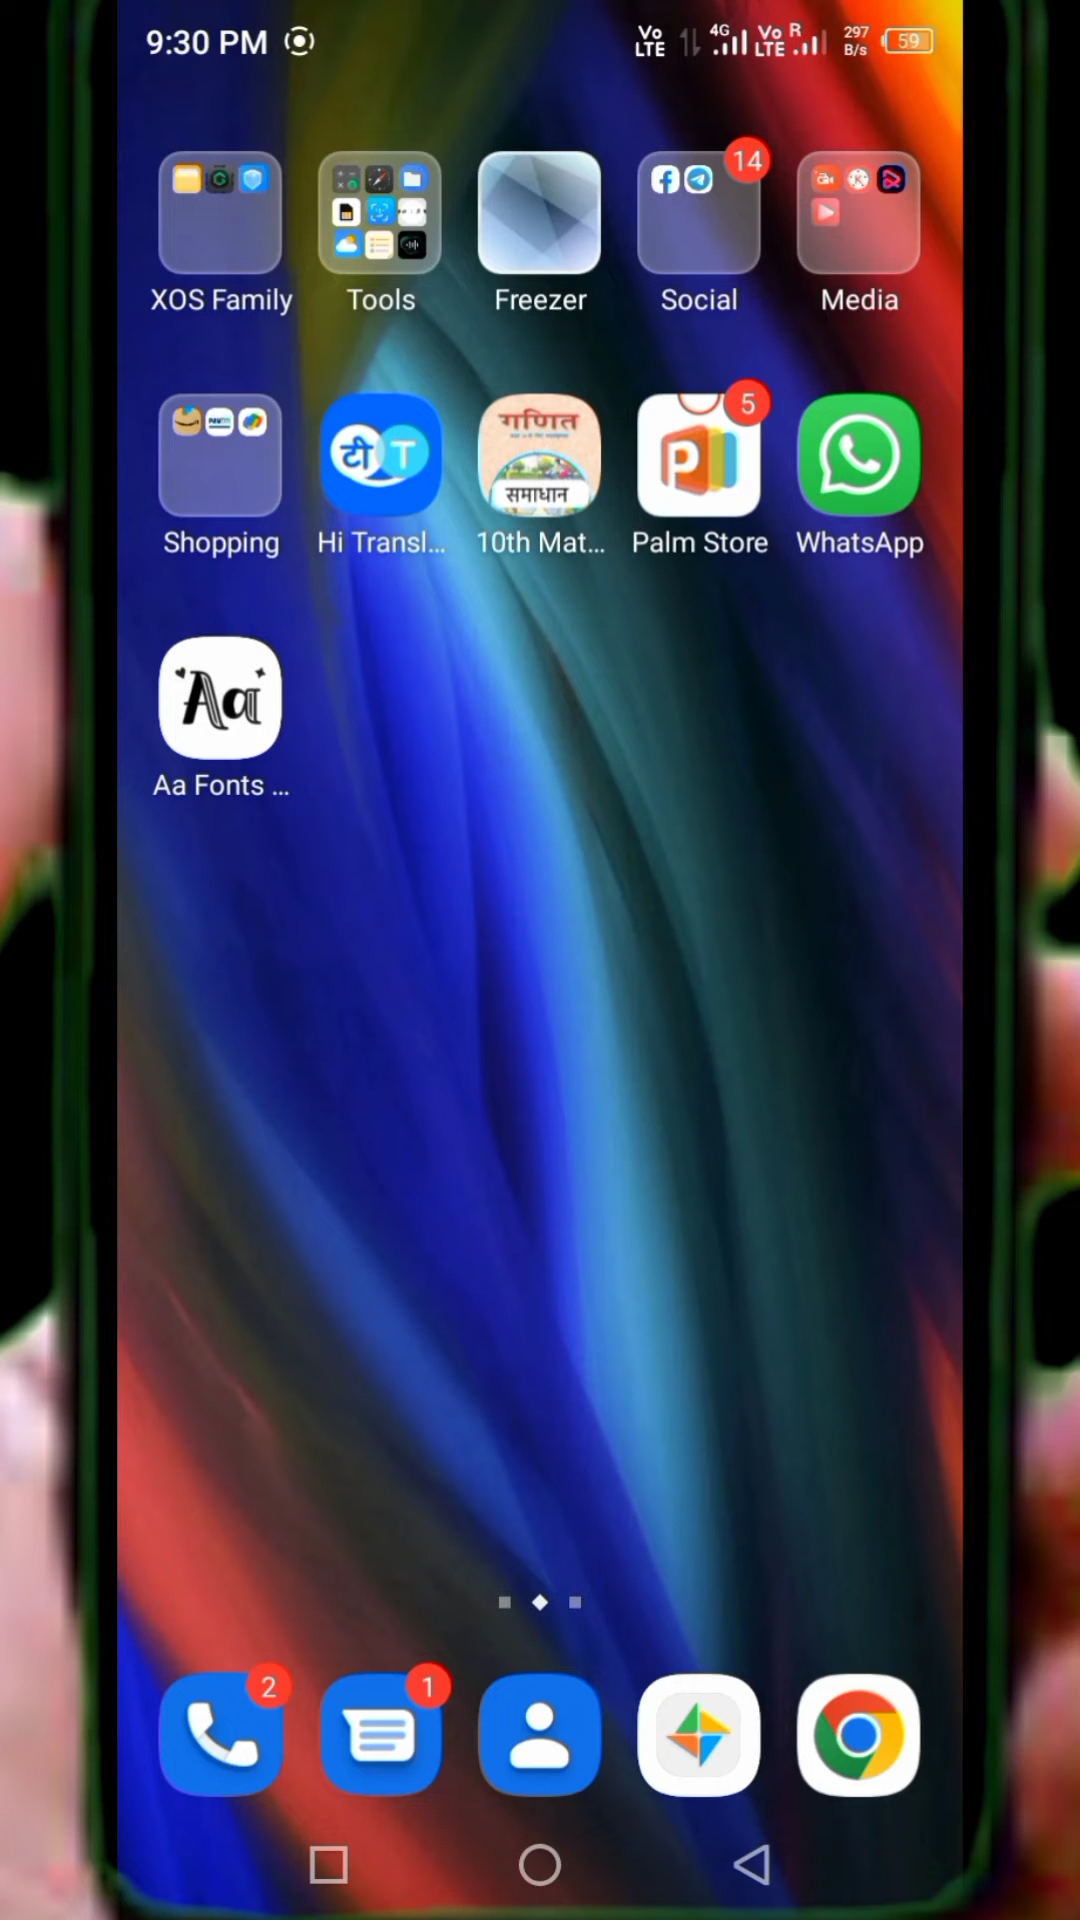 9:30 PM Vo LTE 4G Vo LTE R 297 B/s 59
14
XOS Family Tools Freezer Social Media
Paytm टी T गणित समाधान P 5
Shopping Hi Transl... 10th Mat... Palm Store WhatsApp
Aa
Aa Fonts ...
2 1